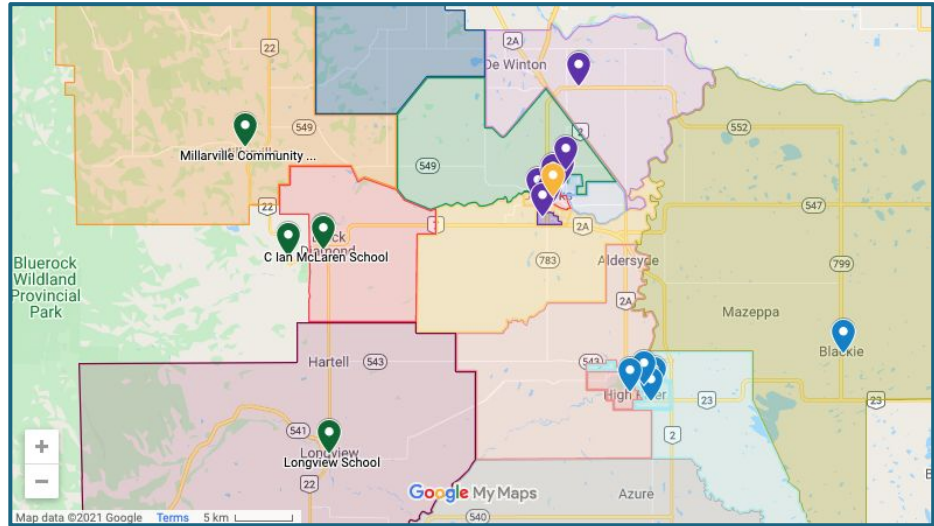 22
2A
De Winton
549
2
552
Millarville Community ...
549
547
22
2A
C Ian McLaren School
783
Aldersyde
799
Bluerock
Wildland
Provincial
Park
2A
Mazeppa
Blackie
Hartell
543
543
High River
23
23
541
Longview
Longview School
2
22
Google My Maps
Azure
540
+
−
Map data ©2021 Google Terms 5 km